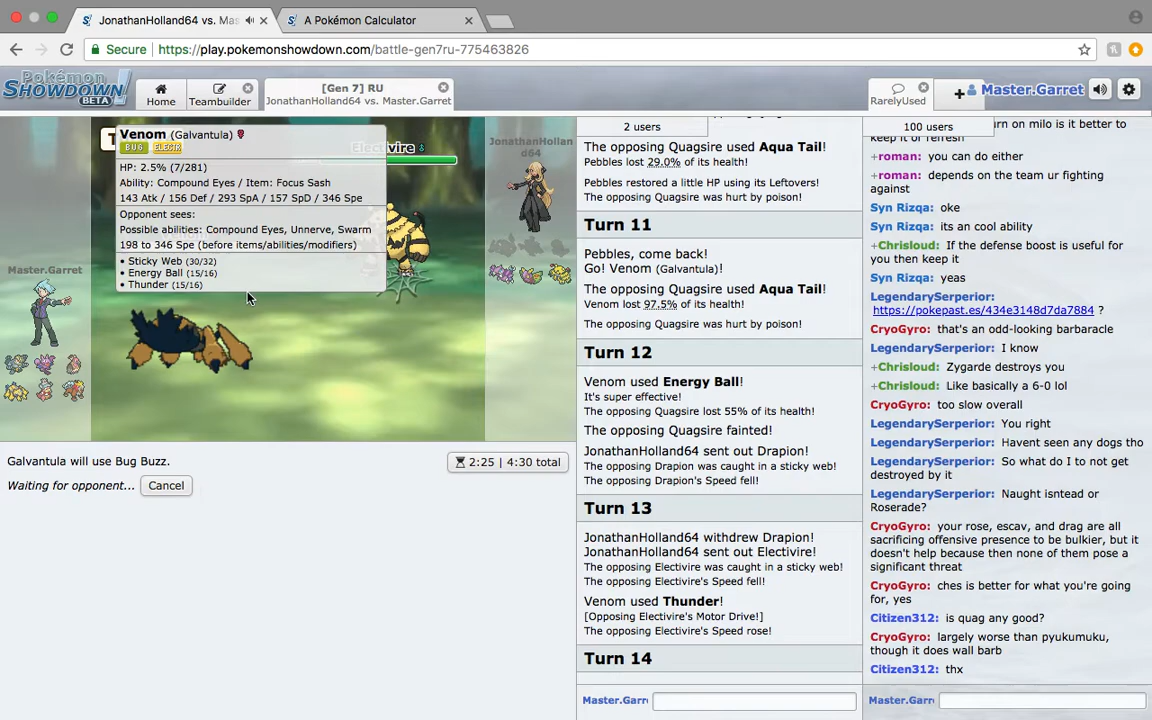 JonathanHolland64 vs. Mas
A Pokémon Calculator
Secure
https://play.pokemonshowdown.com/battle-gen7ru-775463826
Pokémon
SHOWDOWN!
BETA
Home
Teambuilder
[Gen 7] RU
JonathanHolland64 vs. Master.Garret
RarelyUsed
Master.Garret
Venom (Galvantula)
BUG
ELECTR
HP: 2.5% (7/281)
Ability: Compound Eyes / Item: Focus Sash
143 Atk / 156 Def / 293 SpA / 157 SpD / 346 Spe
Opponent sees:
Possible abilities: Compound Eyes, Unnerve, Swarm
198 to 346 Spe (before items/abilities/modifiers)
• Sticky Web (30/32)
• Energy Ball (15/16)
• Thunder (15/16)
T
Electivire
JonathanHolland64
Master.Garret
Galvantula will use Bug Buzz.
2:25 | 4:30 total
Waiting for opponent...
Cancel
2 users
The opposing Quagsire used Aqua Tail!
Pebbles lost 29.0% of its health!
Pebbles restored a little HP using its Leftovers!
The opposing Quagsire was hurt by poison!
Turn 11
Pebbles, come back!
Go! Venom (Galvantula)!
The opposing Quagsire used Aqua Tail!
Venom lost 97.5% of its health!
The opposing Quagsire was hurt by poison!
Turn 12
Venom used Energy Ball!
It's super effective!
The opposing Quagsire lost 55% of its health!
The opposing Quagsire fainted!
JonathanHolland64 sent out Drapion!
The opposing Drapion was caught in a sticky web!
The opposing Drapion's Speed fell!
Turn 13
JonathanHolland64 withdrew Drapion!
JonathanHolland64 sent out Electivire!
The opposing Electivire was caught in a sticky web!
The opposing Electivire's Speed fell!
Venom used Thunder!
[Opposing Electivire's Motor Drive!]
The opposing Electivire's Speed rose!
Turn 14
Master.Garr
100 users
urn on milo is it better to
keep it or refresh
+roman: you can do either
+roman: depends on the team ur fighting
against
Syn Rizqa: oke
Syn Rizqa: its an cool ability
+Chrisloud: If the defense boost is useful for
you then keep it
Syn Rizqa: yeas
LegendarySerperior:
https://pokepast.es/434e3148d7da7884 ?
CryoGyro: that's an odd-looking barbaracle
LegendarySerperior: I know
+Chrisloud: Zygarde destroys you
+Chrisloud: Like basically a 6-0 lol
CryoGyro: too slow overall
LegendarySerperior: You right
LegendarySerperior: Havent seen any dogs tho
LegendarySerperior: So what do I to not get
destroyed by it
LegendarySerperior: Naught isntead or
Roserade?
CryoGyro: your rose, escav, and drag are all
sacrificing offensive presence to be bulkier, but it
doesn't help because then none of them pose a
significant threat
CryoGyro: ches is better for what you're going
for, yes
Citizen312: is quag any good?
CryoGyro: largely worse than pyukumuku,
though it does wall barb
Citizen312: thx
Master.Garr